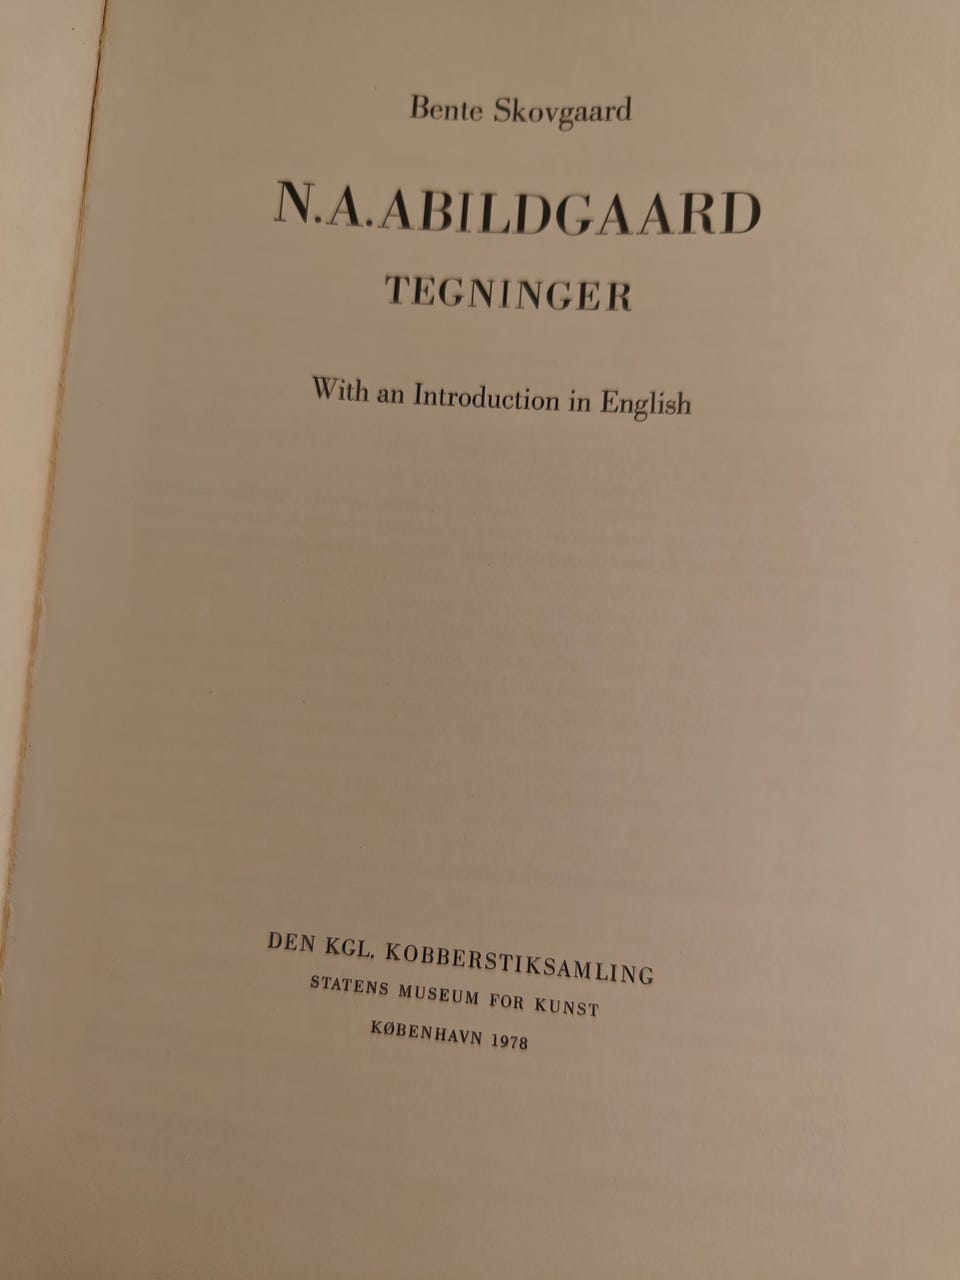 Bente Skovgaard
N.A.ABILDGAARD
TEGNINGER
With an Introduction in English
DEN KGL. KOBBERSTIKSAMLING
STATENS MUSEUM FOR KUNST
KØBENHAVN 1978